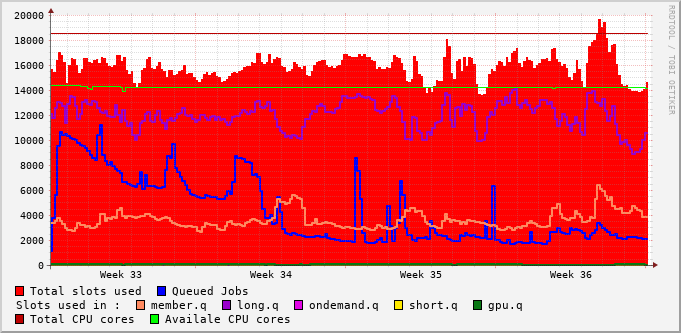 RRDTOOL / TOBI OETIKER
20000
18000
16000
14000
12000
10000
8000
6000
4000
2000
0
Week 33 Week 34 Week 35 Week 36
Total slots used Queued Jobs
Slots used in : member.q long.q ondemand.q short.q gpu.q
Total CPU cores Availale CPU cores